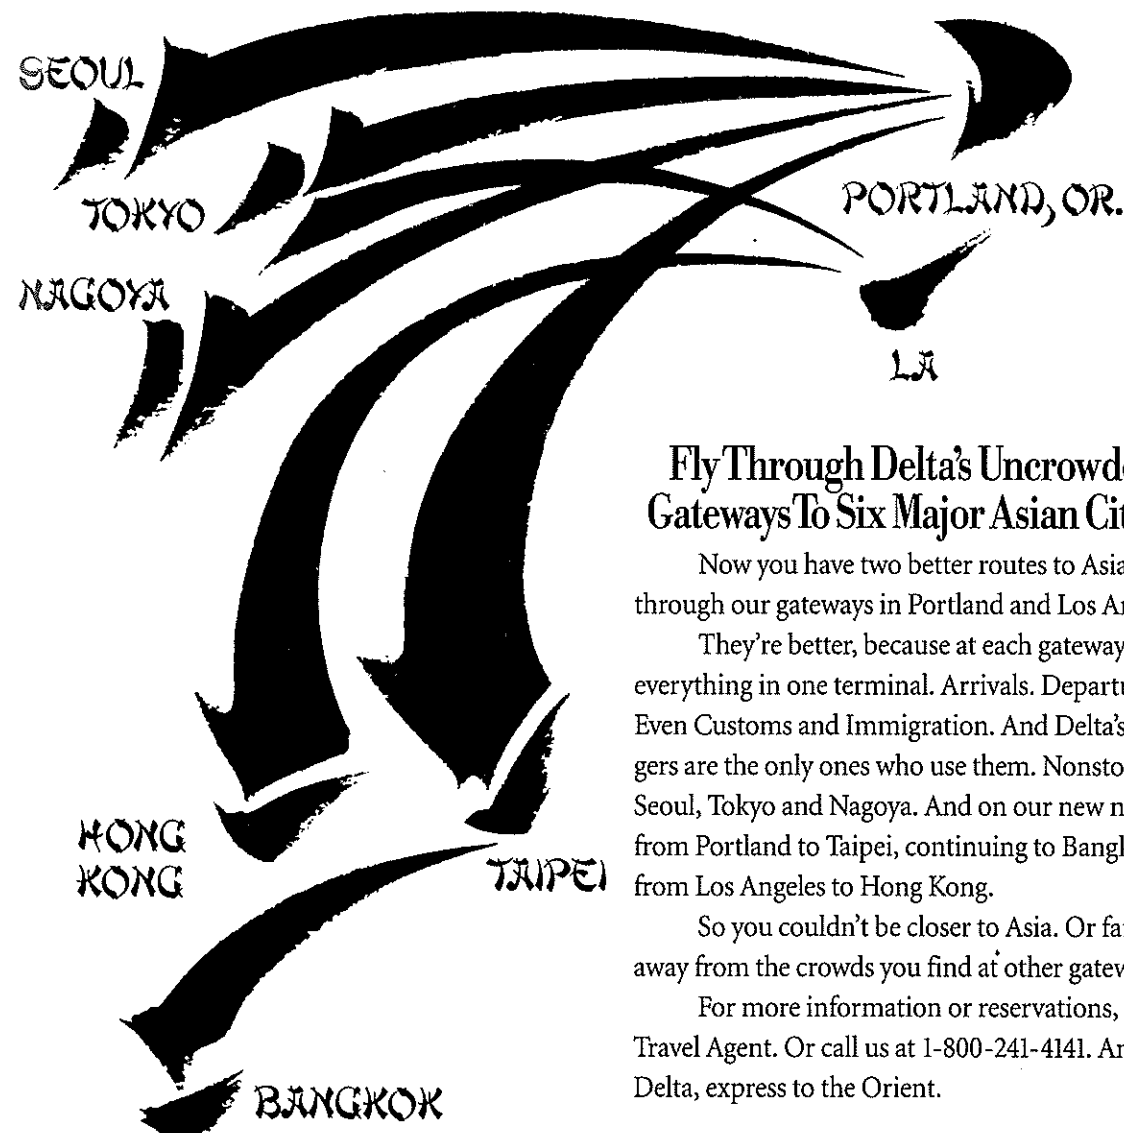 SEOUL
TOKYO
NAGOYA
PORTLAND, OR.
LA
HONG
KONG
TAIPEI
BANGKOK
Fly Through Delta's Uncrowd
Gateways To Six Major Asian Cit
Now you have two better routes to Asia
through our gateways in Portland and Los A
They're better, because at each gateway
everything in one terminal. Arrivals. Depart
Even Customs and Immigration. And Delta's
gers are the only ones who use them. Nonsto
Seoul, Tokyo and Nagoya. And on our new n
from Portland to Taipei, continuing to Bang
from Los Angeles to Hong Kong.
So you couldn't be closer to Asia. Or fa
away from the crowds you find at other gatew
For more information or reservations,
Travel Agent. Or call us at 1-800-241-4141. A
Delta, express to the Orient.